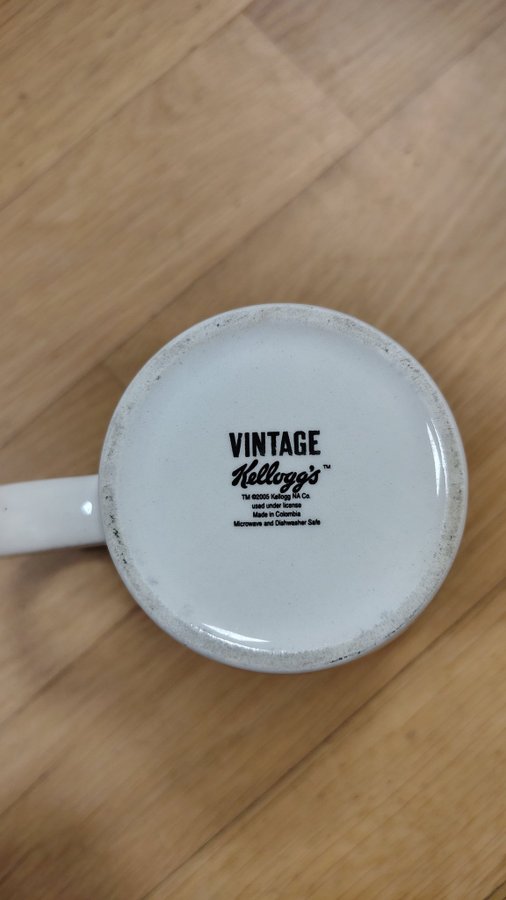 VINTAGE
Kellogg's™
TM ©2005 Kellogg NA Co.
used under license
Made in Colombia
Microwave and Dishwasher Safe